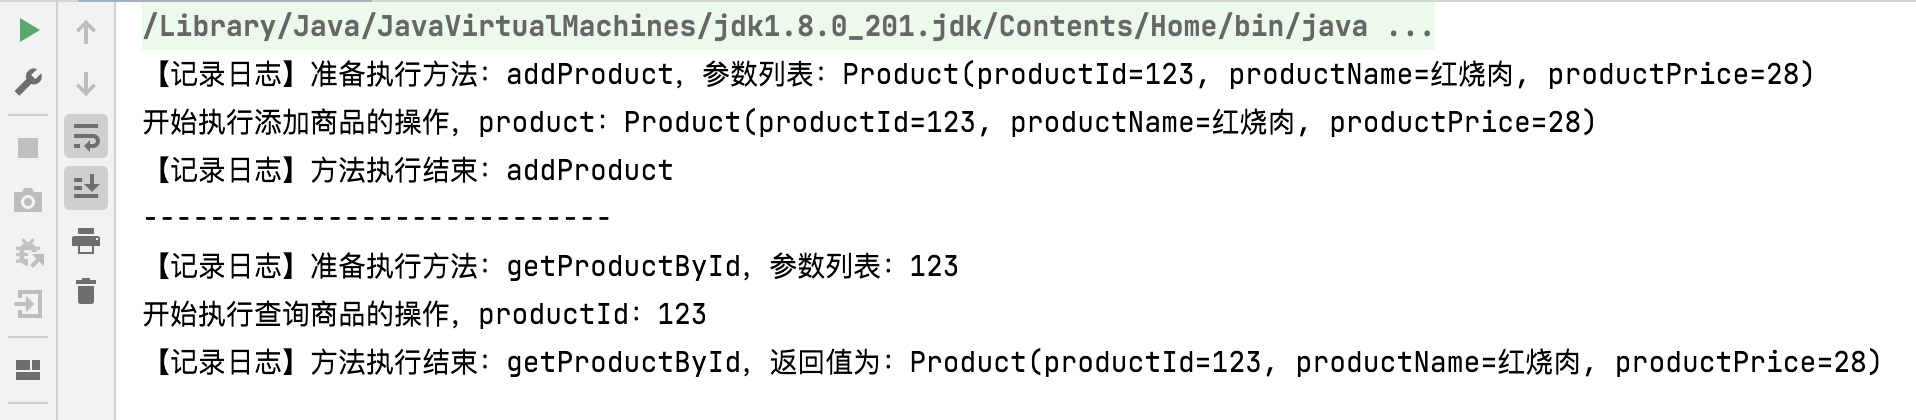 /Library/Java/JavaVirtualMachines/jdk1.8.0_201.jdk/Contents/Home/bin/java ...
【记录日志】准备执行方法：addProduct，参数列表：Product(productId=123, productName=红烧肉, productPrice=28)
开始执行添加商品的操作，product：Product(productId=123, productName=红烧肉, productPrice=28)
【记录日志】方法执行结束：addProduct
----------------------------
【记录日志】准备执行方法：getProductById，参数列表：123
开始执行查询商品的操作，productId：123
【记录日志】方法执行结束：getProductById，返回值为：Product(productId=123, productName=红烧肉, productPrice=28)